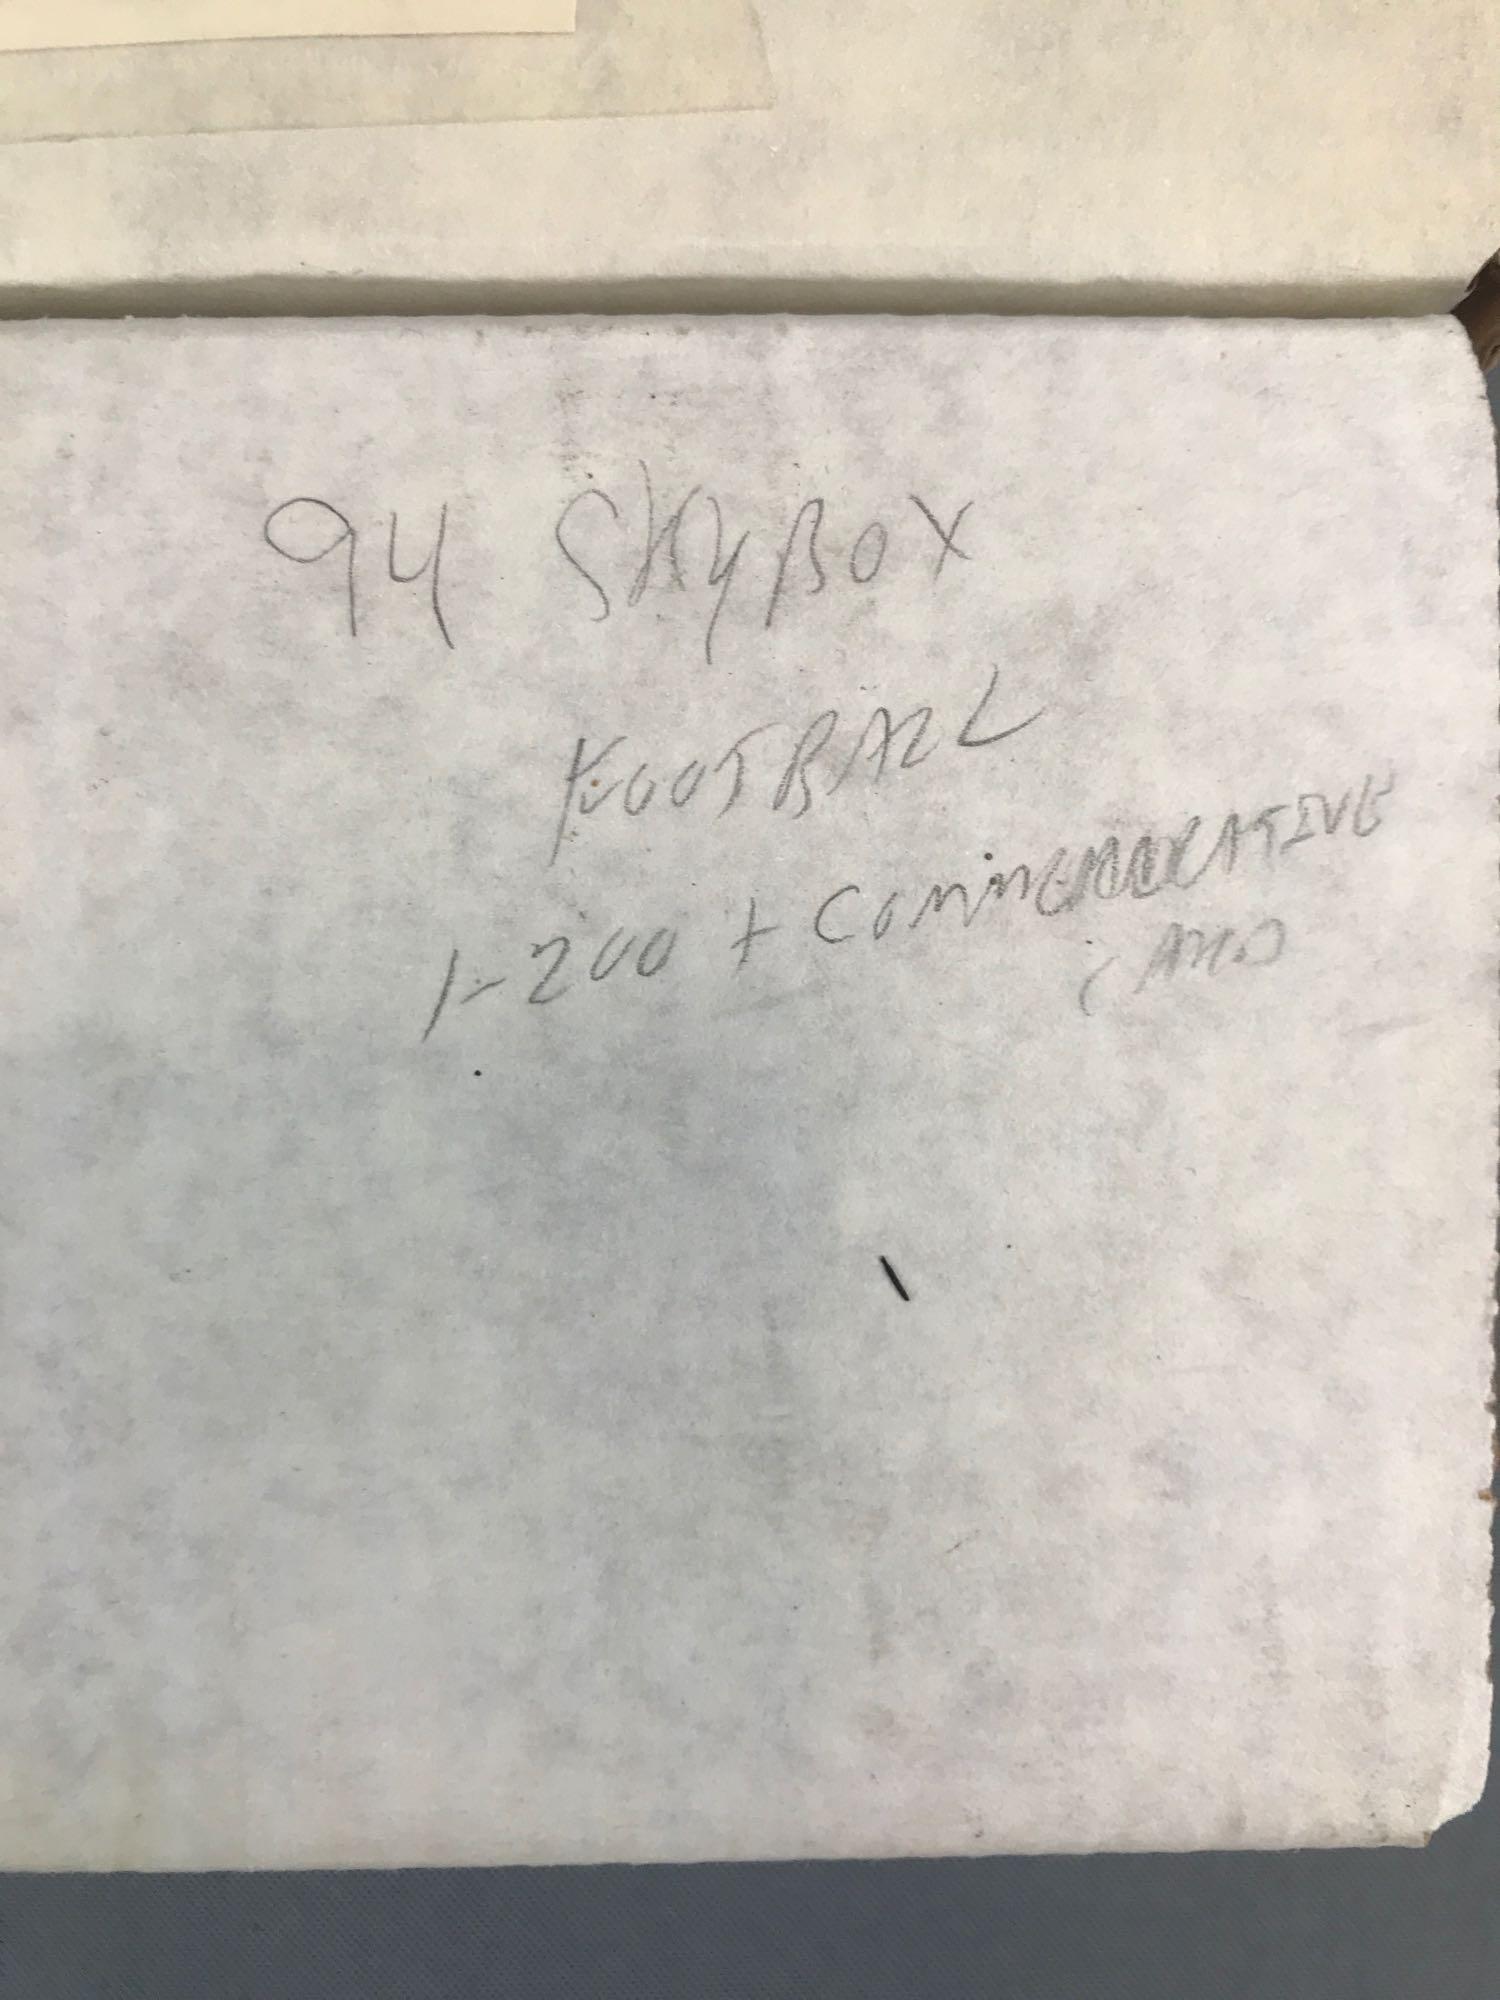 94 SKYBOX
FOOTBALL
1-200 + COMMEMORATIVE
CARD